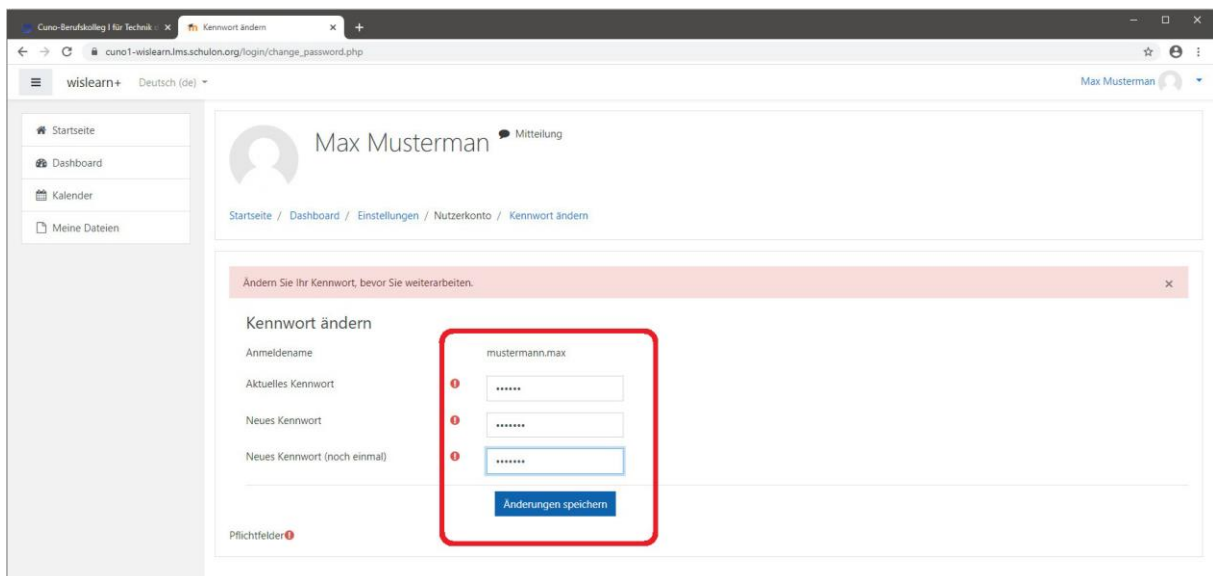 Cuno-Berufskolleg I für Technik
Kennwort ändern
cuno1-wislearn.lms.schulon.org/login/change_password.php
wislearn+ Deutsch (de)
Max Musterman
Startseite
Dashboard
Kalender
Meine Dateien
Max Musterman
Mitteilung
Startseite / Dashboard / Einstellungen / Nutzerkonto / Kennwort ändern
Ändern Sie Ihr Kennwort, bevor Sie weiterarbeiten.
Kennwort ändern
Anmeldename mustermann.max
Aktuelles Kennwort ••••••
Neues Kennwort •••••••
Neues Kennwort (noch einmal) •••••••
Änderungen speichern
Pflichtfelder